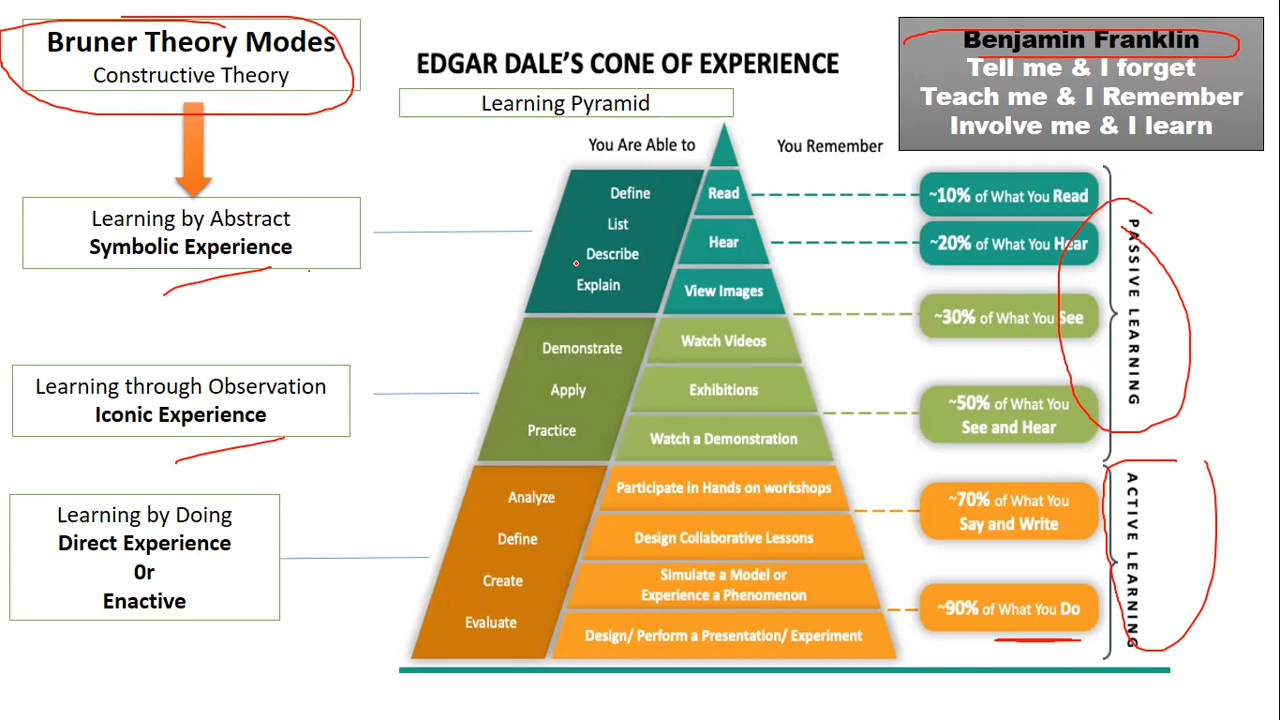 Bruner Theory Modes
Constructive Theory
Learning by Abstract
Symbolic Experience
Learning through Observation
Iconic Experience
Learning by Doing
Direct Experience
0r
Enactive
EDGAR DALE'S CONE OF EXPERIENCE
Learning Pyramid
You Are Able to
You Remember
Define
List
Describe
Explain
Demonstrate
Apply
Practice
Analyze
Define
Create
Evaluate
Read
Hear
View Images
Watch Videos
Exhibitions
Watch a Demonstration
Participate in Hands on workshops
Design Collaborative Lessons
Simulate a Model or
Experience a Phenomenon
Design/ Perform a Presentation/ Experiment
Benjamin Franklin
Tell me & I forget
Teach me & I Remember
Involve me & I learn
~10% of What You Read
~20% of What You Hear
~30% of What You See
~50% of What You
See and Hear
~70% of What You
Say and Write
~90% of What You Do
PASSIVE LEARNING
ACTIVE LEARNING